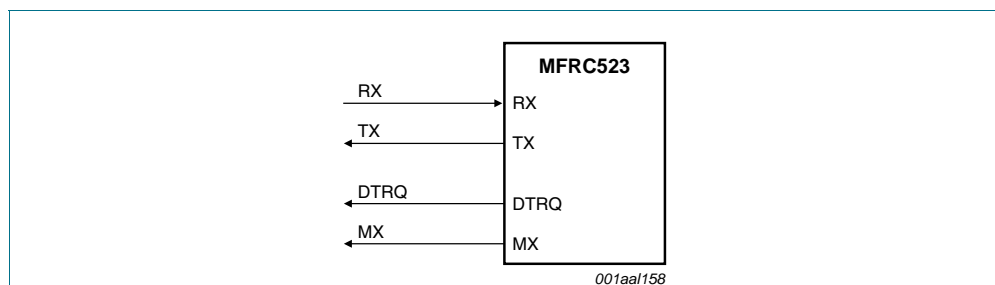 MFRC523
RX RX
TX TX
DTRQ DTRQ
MX MX
001aal158